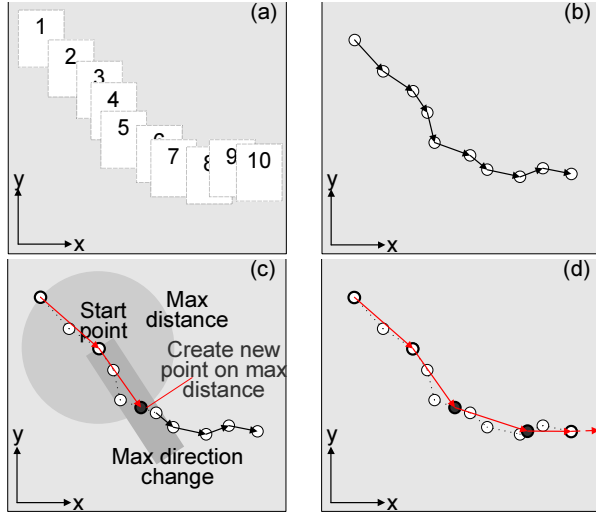 (a)
1
2
3
4
5
6
7
8
9
10
y
x
(b)
y
x
(c)
Start
point
Max
distance
Create new
point on max
distance
Max direction
change
y
x
(d)
y
x